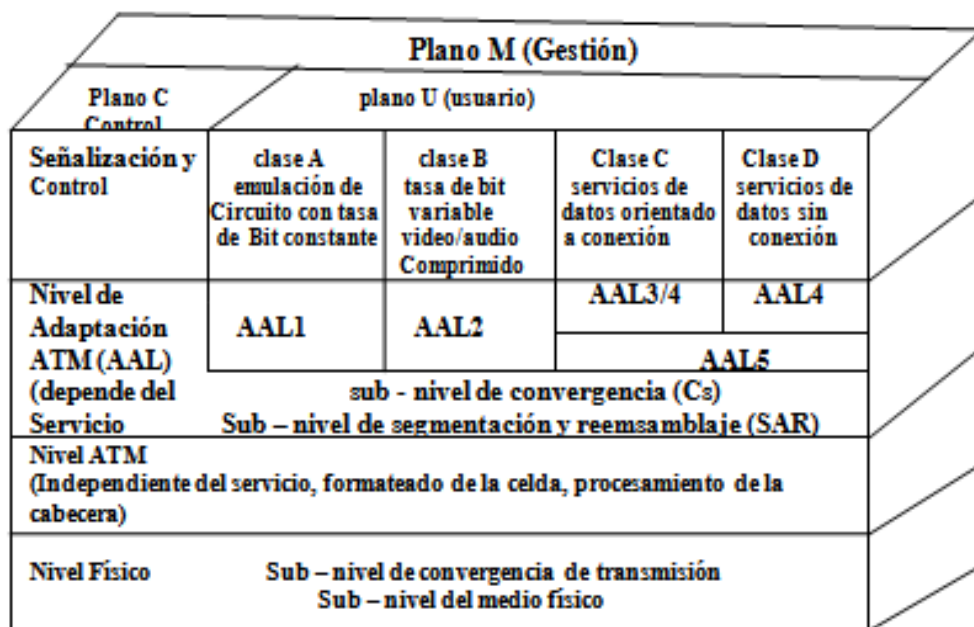 Plano M (Gestión)
Plano C
Control
plano U (usuario)
Señalización y
Control
clase A
emulación de
Circuito con tasa
de Bit constante
clase B
tasa de bit
variable
video/audio
Comprimido
Clase C
servicios de
datos orientado
a conexión
Clase D
servicios de
datos sin
conexión
Nivel de
Adaptación
ATM (AAL)
(depende del
Servicio
AAL1
AAL2
AAL3/4
AAL4
AAL5
sub - nivel de convergencia (Cs)
Sub – nivel de segmentación y reemsamblaje (SAR)
Nivel ATM
(Independiente del servicio, formateado de la celda, procesamiento de la
cabecera)
Nivel Físico
Sub – nivel de convergencia de transmisión
Sub – nivel del medio físico